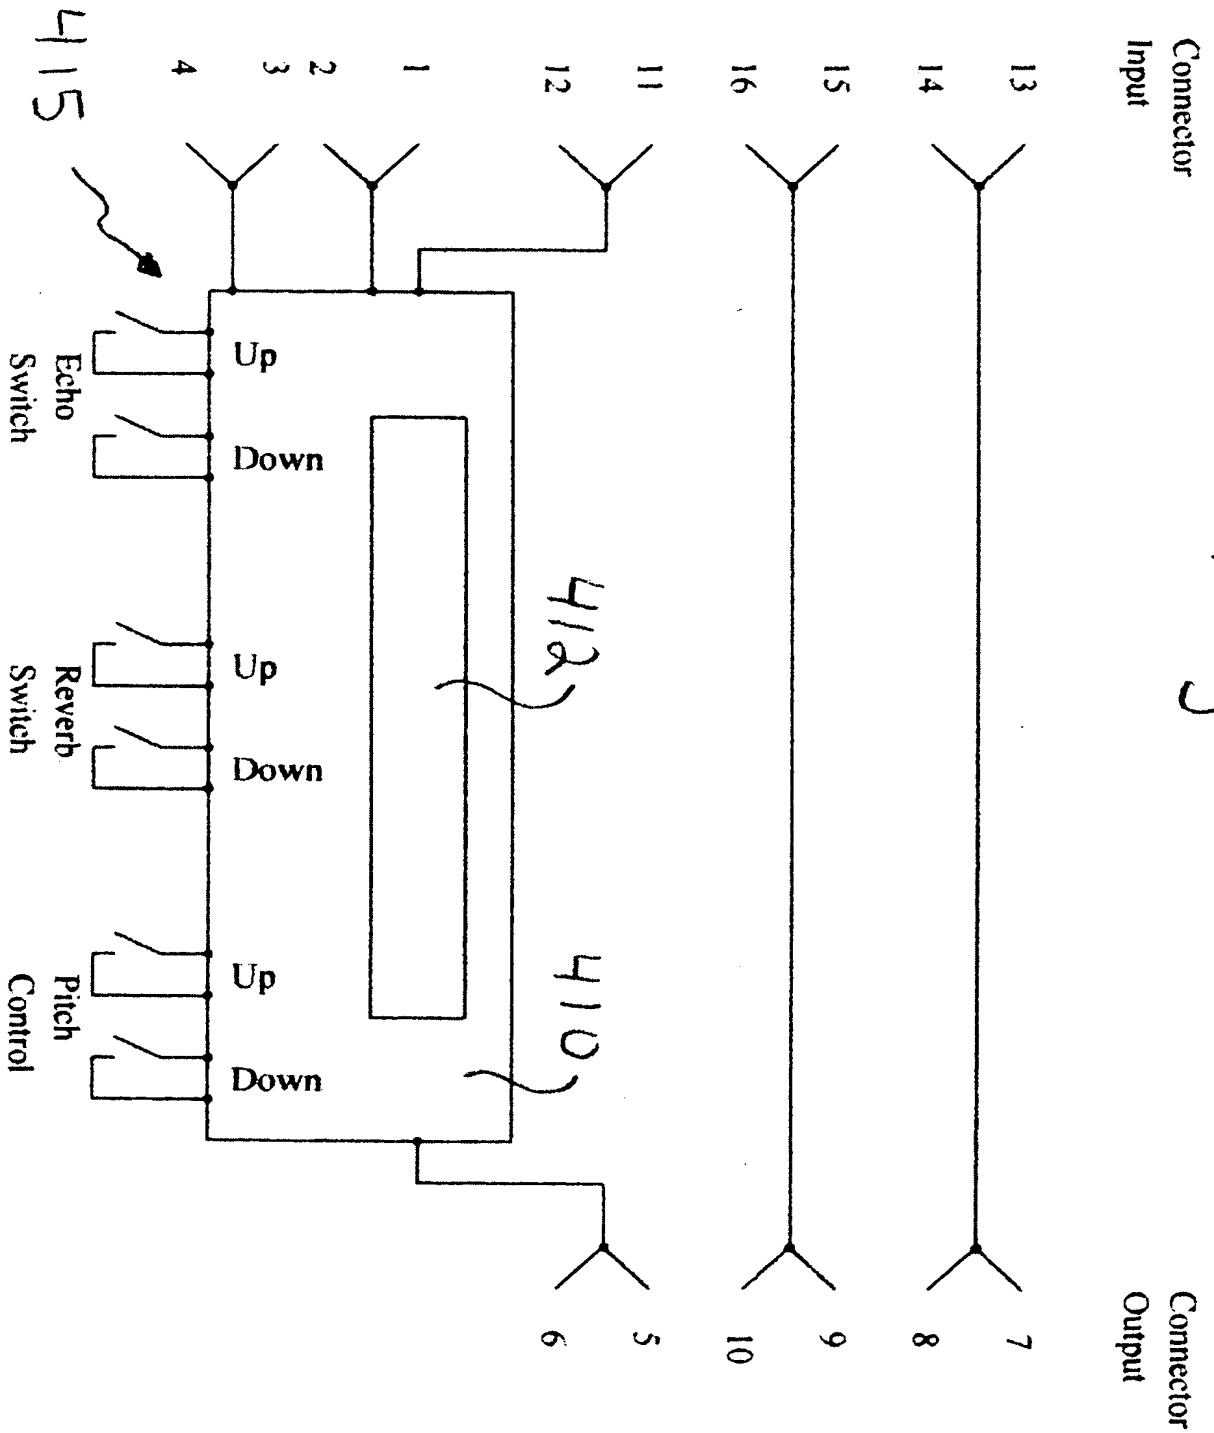 Connector
Input
Connector
Output
13
14
7
8
15
16
9
10
11
12
5
6
412
410
1
2
3
4
Up
Down
Up
Down
Up
Down
Echo
Switch
Reverb
Switch
Pitch
Control
415